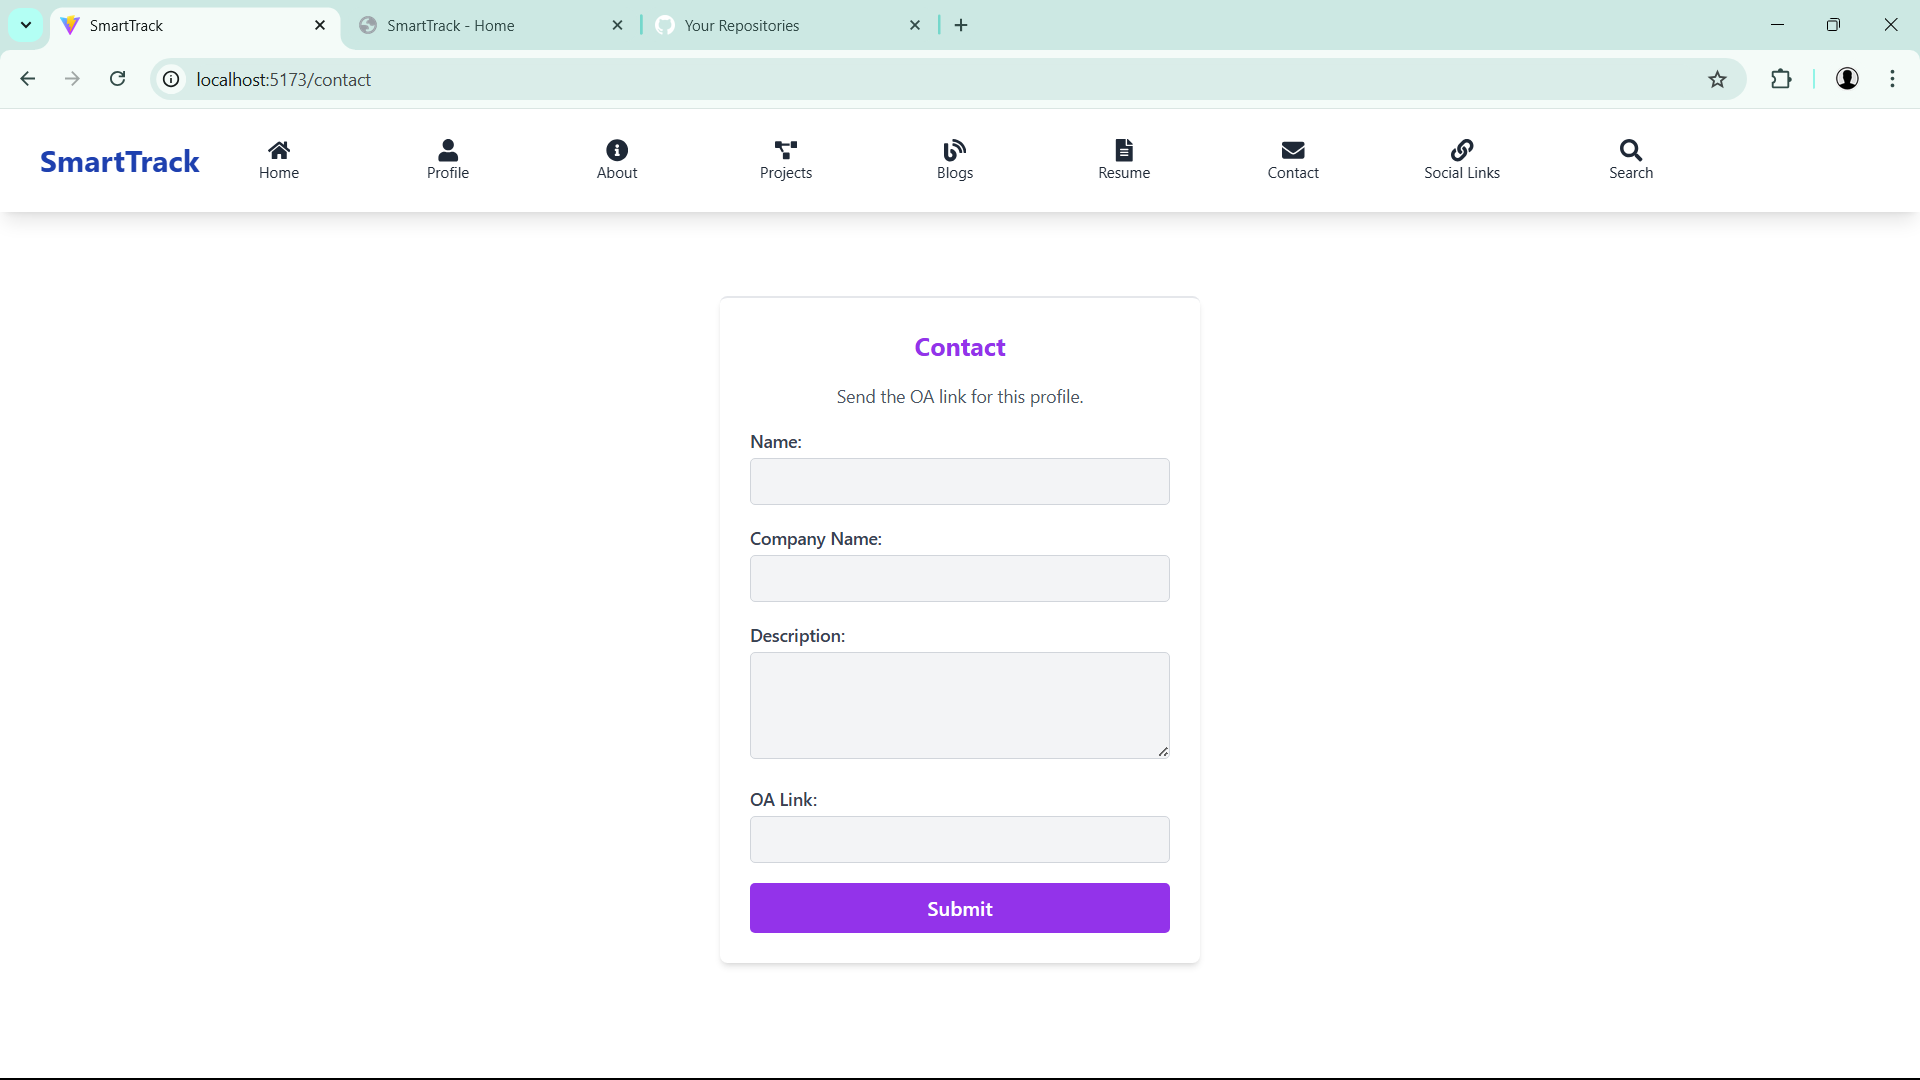 SmartTrack
SmartTrack - Home
Your Repositories
localhost:5173/contact
SmartTrack
Home
Profile
About
Projects
Blogs
Resume
Contact
Social Links
Search
Contact
Send the OA link for this profile.
Name:
Company Name:
Description:
OA Link:
Submit